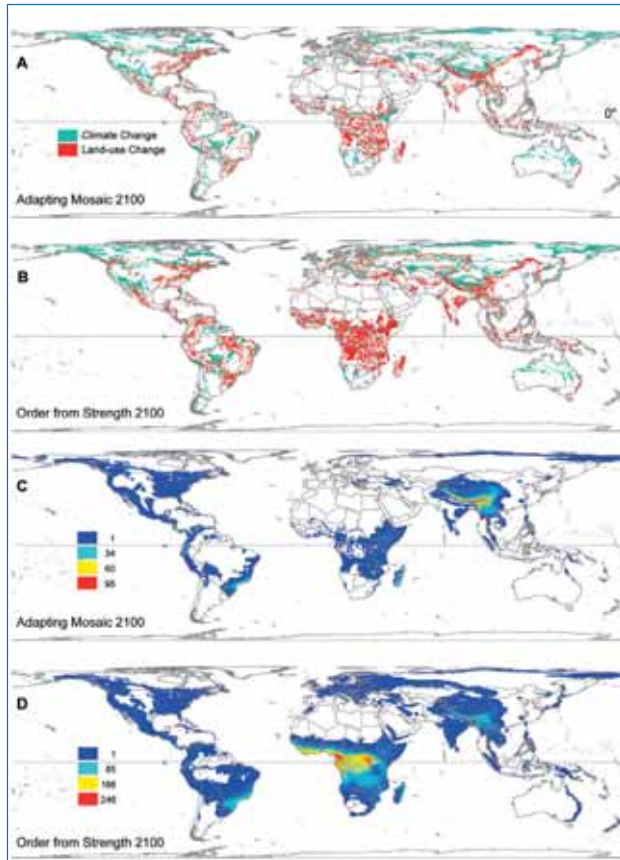 A
0°
Climate Change
Land-use Change
Adapting Mosaic 2100
B
Order from Strength 2100
C
1
34
60
95
Adapting Mosaic 2100
D
1
85
166
246
Order from Strength 2100